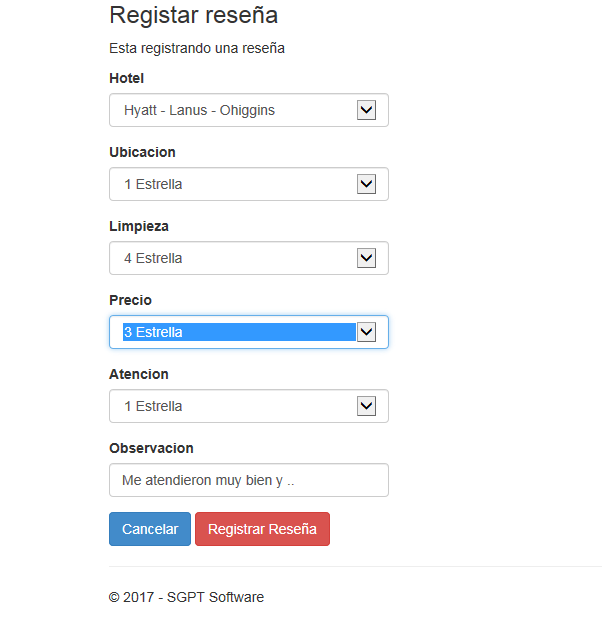 Registar reseña
Esta registrando una reseña
Hotel
Hyatt - Lanus - Ohiggins
Ubicacion
1 Estrella
Limpieza
4 Estrella
Precio
3 Estrella
Atencion
1 Estrella
Observacion
Me atendieron muy bien y ..
Cancelar Registrar Reseña
© 2017 - SGPT Software